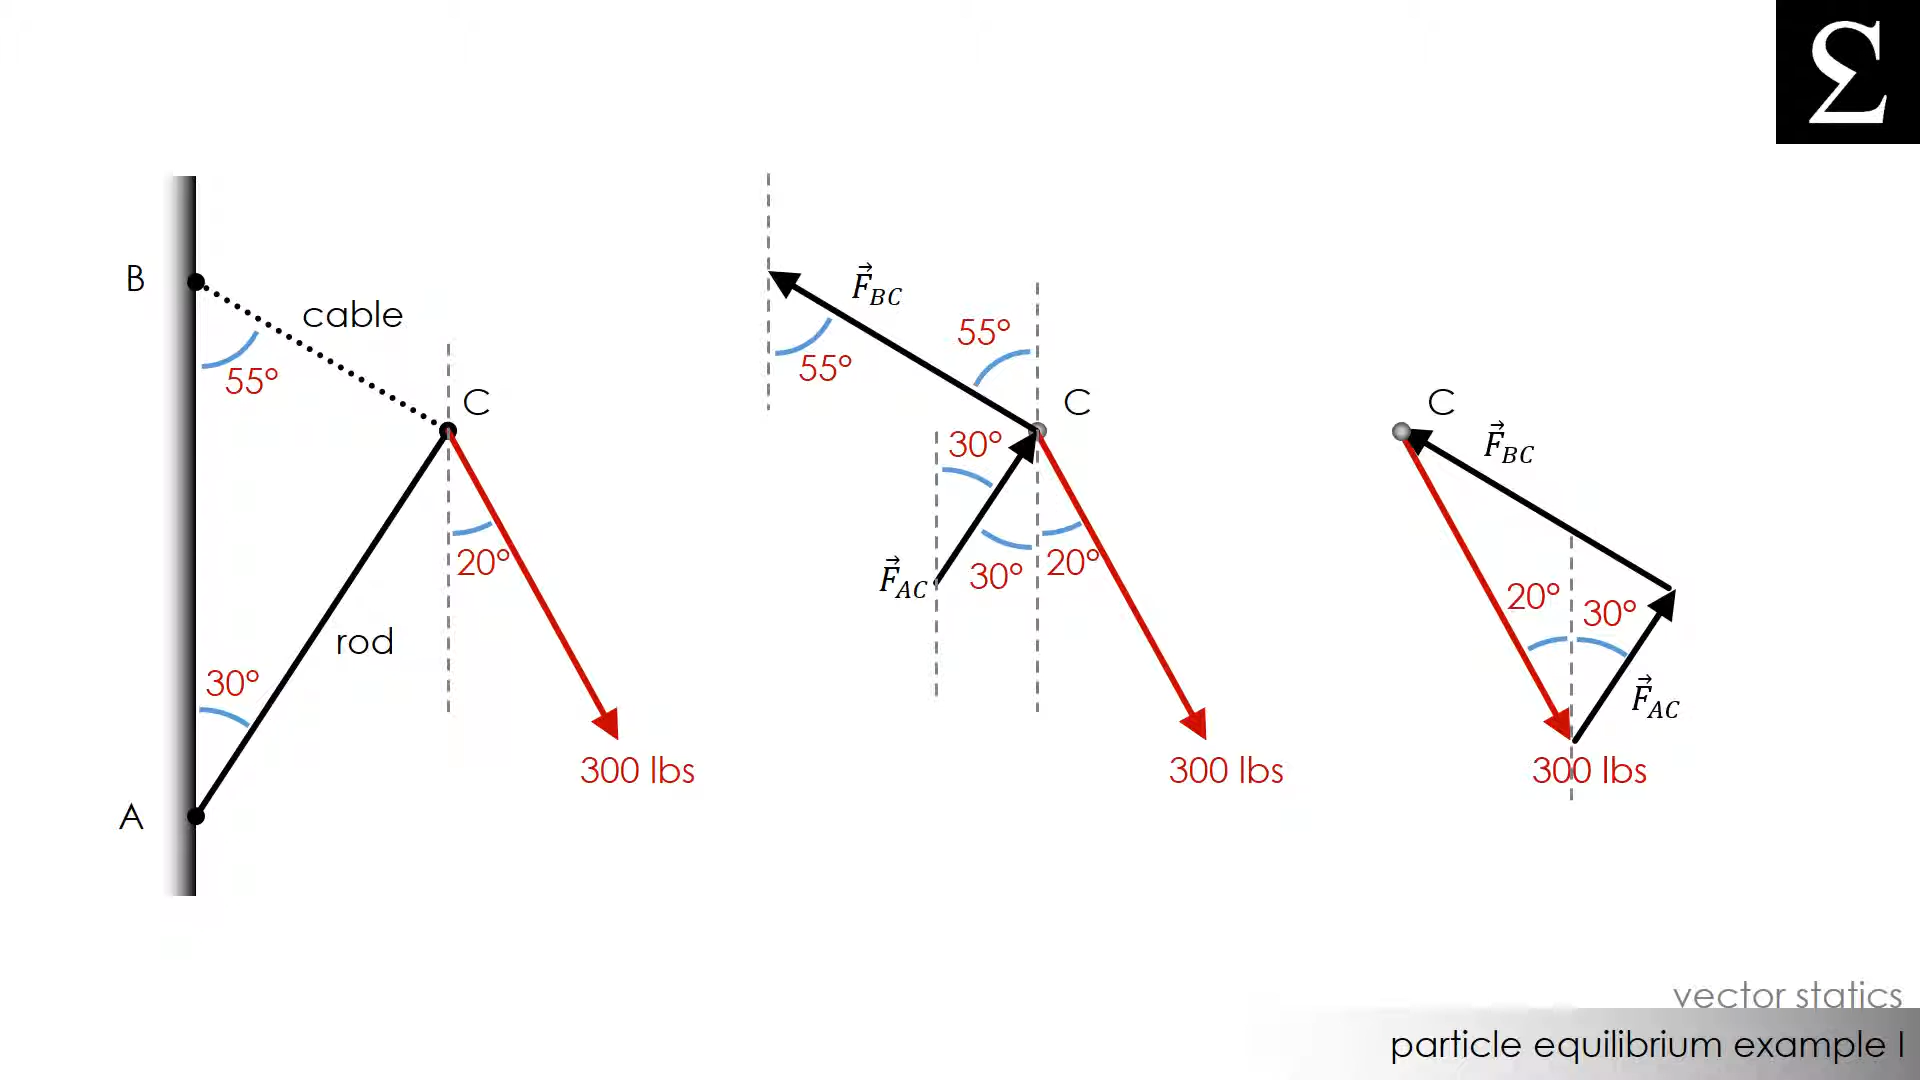 Σ
B
cable
55°
C
20°
rod
30°
A
300 lbs
F⃗BC
55°
55°
C
30°
F⃗AC
30°
20°
300 lbs
C
F⃗BC
20°
30°
F⃗AC
300 lbs
vector statics
particle equilibrium example I